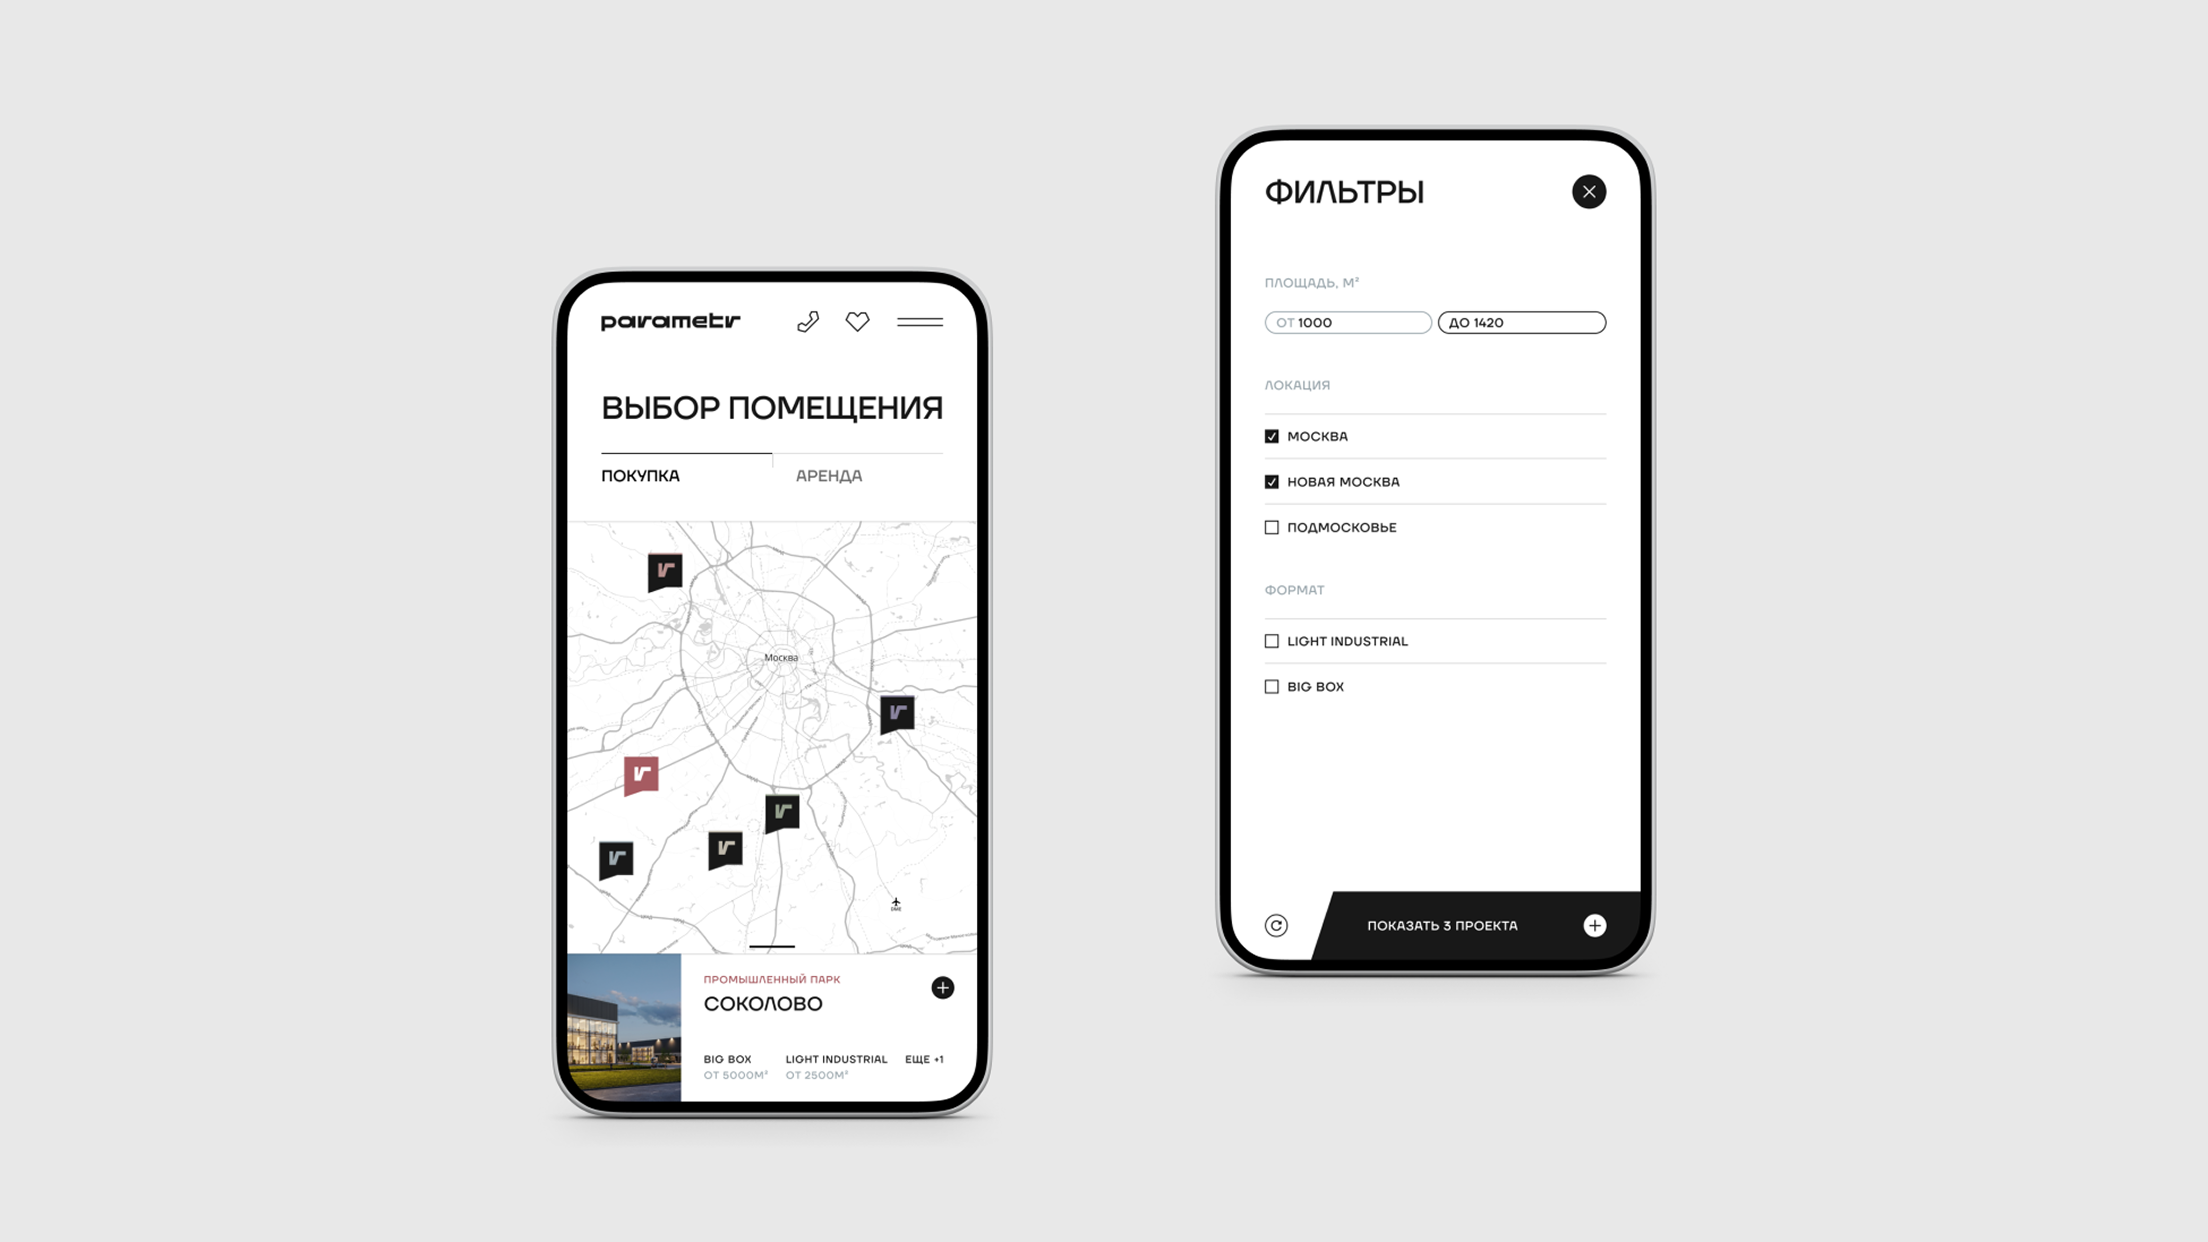 parametr
ВЫБОР ПОМЕЩЕНИЯ
ПОКУПКА
АРЕНДА
Москва
DME
ПРОМЫШЛЕННЫЙ ПАРК
СОКОЛОВО
BIG BOX
ОТ 5000М²
LIGHT INDUSTRIAL
ОТ 2500М²
ЕЩЕ +1
ФИЛЬТРЫ
ПЛОЩАДЬ, М²
ОТ 1000
ДО 1420
ЛОКАЦИЯ
МОСКВА
НОВАЯ МОСКВА
ПОДМОСКОВЬЕ
ФОРМАТ
LIGHT INDUSTRIAL
BIG BOX
ПОКАЗАТЬ 3 ПРОЕКТА